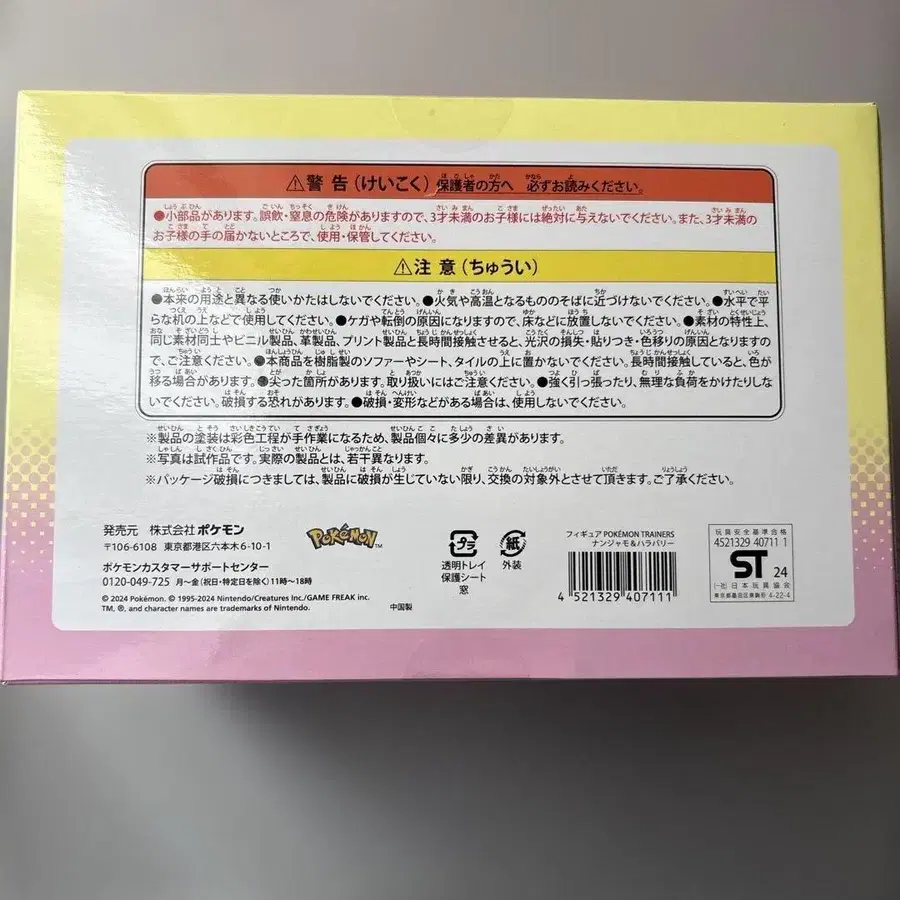 ⚠警告(けいこく) 保護者の方へ 必ずお読みください。
●小部品があります。誤飲・窒息の危険がありますので、3才未満のお子様には絶対に与えないでください。また、3才未満の
お子様の手の届かないところで、使用・保管してください。
⚠注意(ちゅうい)
●本来の用途と異なる使いかたはしないでください。●火気や高温となるもののそばに近づけないでください。●水平で平
らな机の上などで使用してください。●ケガや転倒の原因になりますので、床などに放置しないでください。●素材の特性上、
同じ素材同士やビニル製品、革製品、プリント製品と長時間接触させると、光沢の損失・貼りつき・色移りの原因となりますの
で、ご注意ください。●本商品を樹脂製のソファーやシート、タイルの上に置かないでください。長時間接触していると、色が
移る場合があります。●尖った箇所があります。取り扱いにはご注意ください。●強く引っ張ったり、無理な負荷をかけたりし
ないでください。破損する恐れがあります。●破損・変形などがある場合は、使用しないでください。
※製品の塗装は彩色工程が手作業になるため、製品個々に多少の差異があります。
※写真は試作品です。実際の製品とは、若干異なります。
※パッケージ破損につきましては、製品に破損が生じていない限り、交換の対象外とさせて頂きます。ご了承ください。
発売元 株式会社ポケモン
〒106-6108 東京都港区六本木6-10-1
ポケモンカスタマーサポートセンター
0120-049-725 月~金(祝日・特定日を除く)11時~18時
© 2024 Pokémon. © 1995-2024 Nintendo/Creatures Inc./GAME FREAK inc.
TM, ®, and character names are trademarks of Nintendo.
中国製
POKéMON™
プラ
透明トレイ
保護シート
窓
紙
外装
フィギュア POKÉMON TRAINERS
ナンジャモ&ハラバリー
4 521329 407111
玩具安全基準合格
4521329 40711 1
ST 24
(一社)日本玩具協会
東京都墨田区東駒形 4-22-4